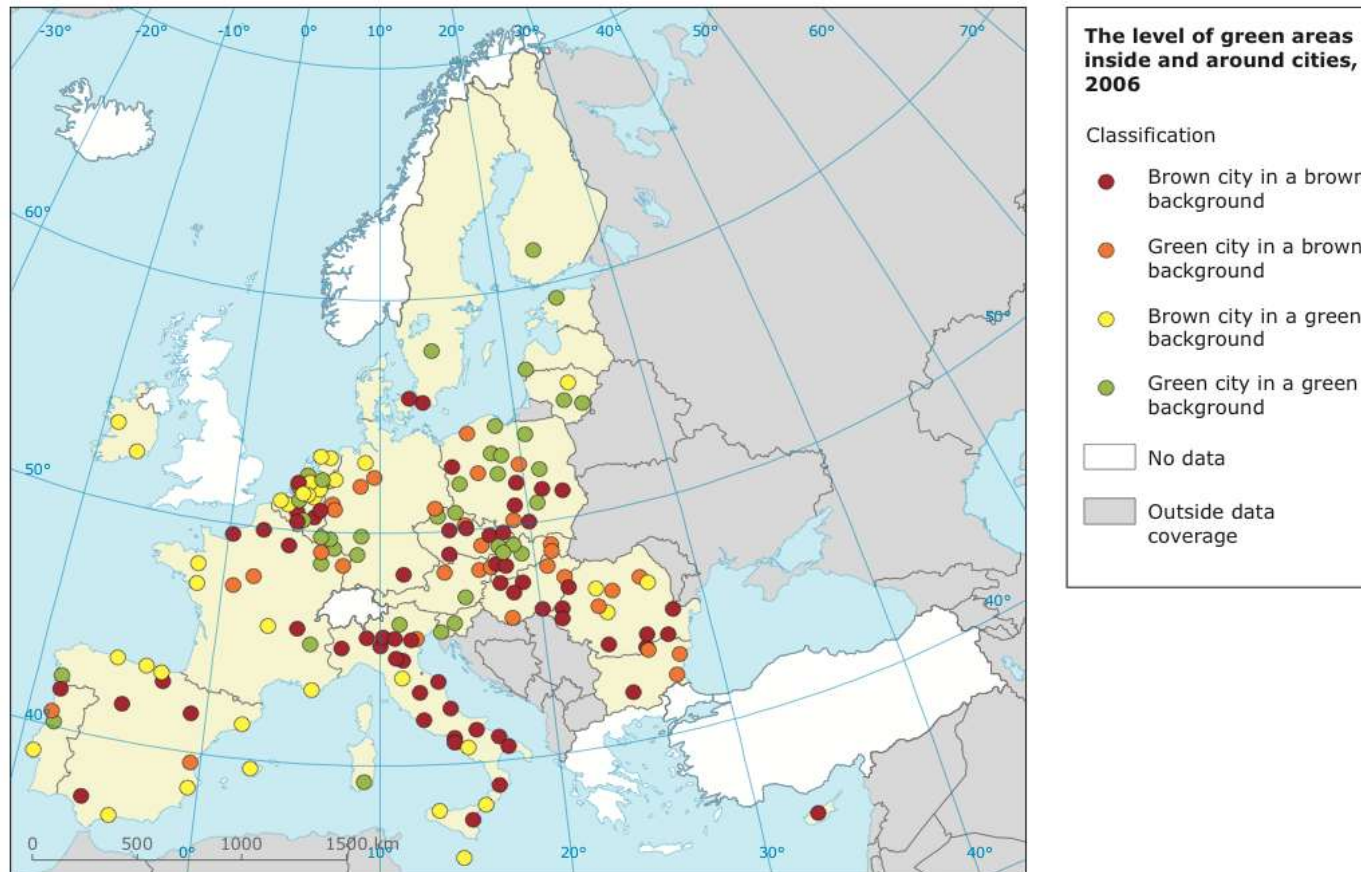 -30° -20° -10° 0° 10° 20° 30° 40° 50° 60° 70°
60°
50°
50°
40°
40°
0 500 1000 1500 km
0° 10° 20° 30° 40°
The level of green areas
inside and around cities,
2006
Classification
Brown city in a brown
background
Green city in a brown
background
Brown city in a green
background
Green city in a green
background
No data
Outside data
coverage